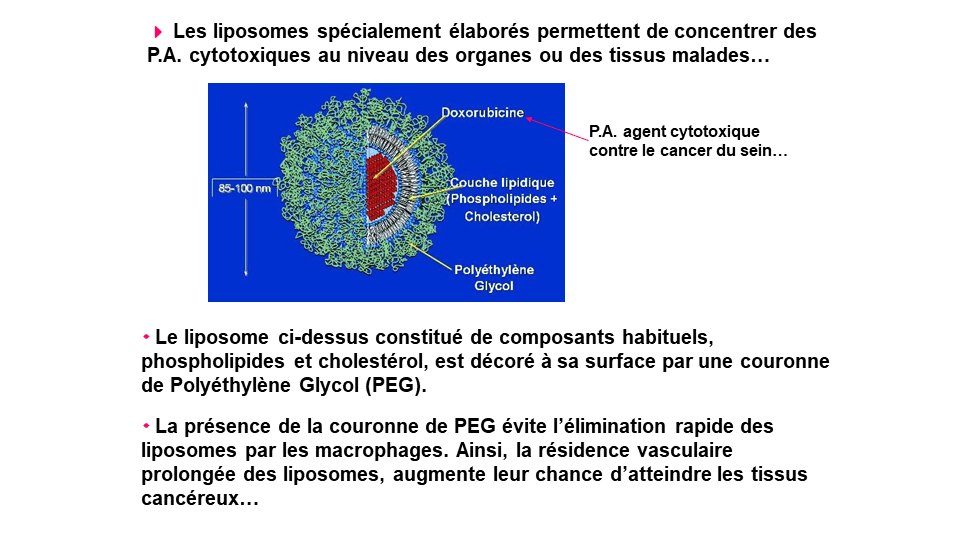 Les liposomes spécialement élaborés permettent de concentrer des
P.A. cytotoxiques au niveau des organes ou des tissus malades…
Doxorubicine
P.A. agent cytotoxique
contre le cancer du sein…
85-100 nm
Couche lipidique
(Phospholipides +
Cholesterol)
Polyéthylène
Glycol
Le liposome ci-dessus constitué de composants habituels,
phospholipides et cholestérol, est décoré à sa surface par une couronne
de Polyéthylène Glycol (PEG).
La présence de la couronne de PEG évite l’élimination rapide des
liposomes par les macrophages. Ainsi, la résidence vasculaire
prolongée des liposomes, augmente leur chance d’atteindre les tissus
cancéreux…